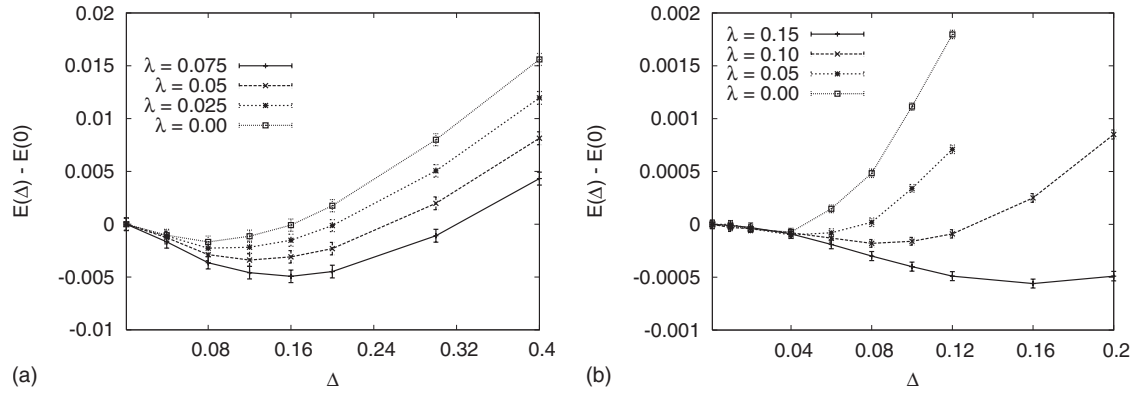 0.02
0.015
0.01
0.005
0
-0.005
-0.01
E(Δ) - E(0)
λ = 0.075
λ = 0.05
λ = 0.025
λ = 0.00
0.08 0.16 0.24 0.32 0.4
(a) Δ
0.002
0.0015
0.001
0.0005
0
-0.0005
-0.001
E(Δ) - E(0)
λ = 0.15
λ = 0.10
λ = 0.05
λ = 0.00
0.04 0.08 0.12 0.16 0.2
(b) Δ